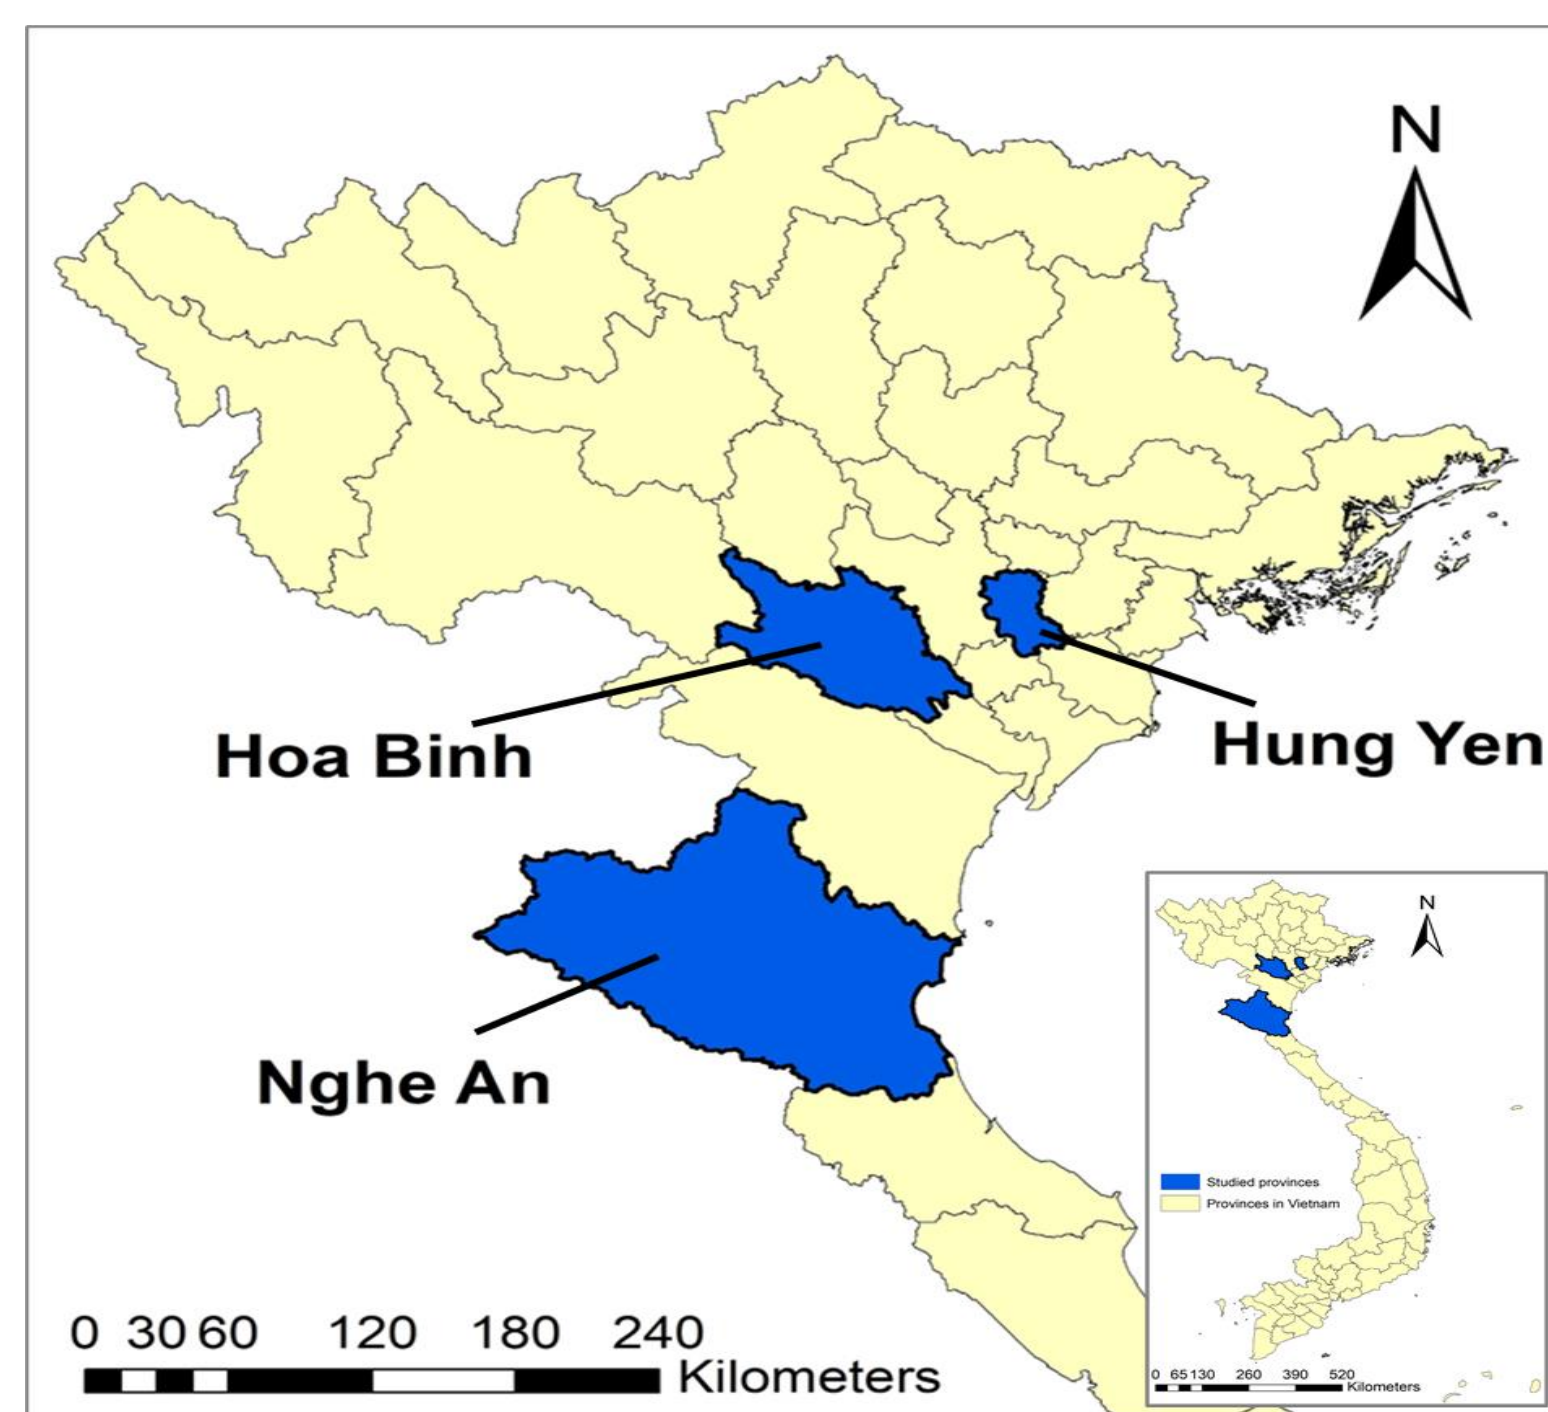 N
Hoa Binh
Hung Yen
Nghe An
N
Studied provinces
Provinces in Vietnam
0 30 60 120 180 240
Kilometers
0 65 130 260 390 520
Kilometers